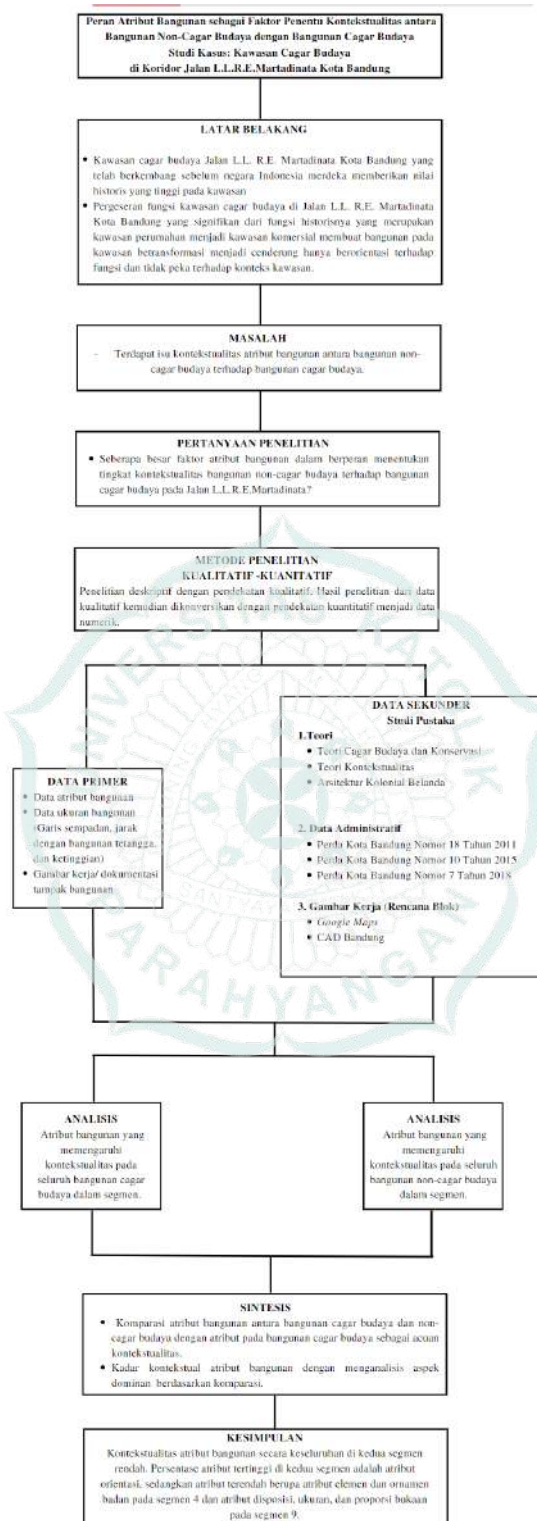 Peran Atribut Bangunan sebagai Faktor Penentu Kontekstualitas antara
Bangunan Non-Cagar Budaya dengan Bangunan Cagar Budaya
Studi Kasus: Kawasan Cagar Budaya
di Koridor Jalan L.L.R.E.Martadinata Kota Bandung
LATAR BELAKANG
• Kawasan cagar budaya Jalan L.L. R.E. Martadinata Kota Bandung yang
telah berkembang sebelum negara Indonesia merdeka memberikan nilai
historis yang tinggi pada kawasan
• Pergeseran fungsi kawasan cagar budaya di Jalan L.L. R.E. Martadinata
Kota Bandung yang signifikan dari fungsi historisnya yang merupakan
kawasan perumahan menjadi kawasan komersial membuat bangunan pada
kawasan betransformasi menjadi cenderung hanya berorientasi terhadap
fungsi dan tidak peka terhadap konteks kawasan.
MASALAH
- Terdapat isu kontekstualitas atribut bangunan antara bangunan non-
cagar budaya terhadap bangunan cagar budaya.
PERTANYAAN PENELITIAN
• Seberapa besar faktor atribut bangunan dalam berperan menentukan
tingkat kontekstualitas bangunan non-cagar budaya terhadap bangunan
cagar budaya pada Jalan L.L.R.E.Martadinata?
METODE PENELITIAN
KUALITATIF -KUANITATIF
Penelitian deskriptif dengan pendekatan kualitatif. Hasil penelitian dari data
kualitatif kemudian dikonversikan dengan pendekatan kuantitatif menjadi data
numerik.
DATA PRIMER
• Data atribut bangunan
• Data ukuran bangunan
(Garis sempadan, jarak
dengan bangunan tetangga,
dan ketinggian)
• Gambar kerja/ dokumentasi
tampak bangunan
DATA SEKUNDER
Studi Pustaka
1.Teori
• Teori Cagar Budaya dan Konservasi
• Teori Kontekstualitas
• Arsitektur Kolonial Belanda
2. Data Administratif
• Perda Kota Bandung Nomor 18 Tahun 2011
• Perda Kota Bandung Nomor 10 Tahun 2015
• Perda Kota Bandung Nomor 7 Tahun 2018
3. Gambar Kerja (Rencana Blok)
• Google Maps
• CAD Bandung
UNIVERSITAS KATOLIK
PARAHYANGAN
ANALISIS
Atribut bangunan yang
memengaruhi
kontekstualitas pada
seluruh bangunan cagar
budaya dalam segmen.
ANALISIS
Atribut bangunan yang
memengaruhi
kontekstualitas pada seluruh
bangunan non-cagar budaya
dalam segmen.
SINTESIS
• Komparasi atribut bangunan antara bangunan cagar budaya dan non-
cagar budaya dengan atribut pada bangunan cagar budaya sebagai acuan
kontekstualitas.
• Kadar kontekstual atribut bangunan dengan menganalisis aspek
dominan berdasarkan komparasi.
KESIMPULAN
Kontekstualitas atribut bangunan secara keseluruhan di kedua segmen
rendah. Persentase atribut tertinggi di kedua segmen adalah atribut
orientasi, sedangkan atribut terendah berupa atribut elemen dan ornamen
badan pada segmen 4 dan atribut disposisi, ukuran, dan proporsi bukaan
pada segmen 9.